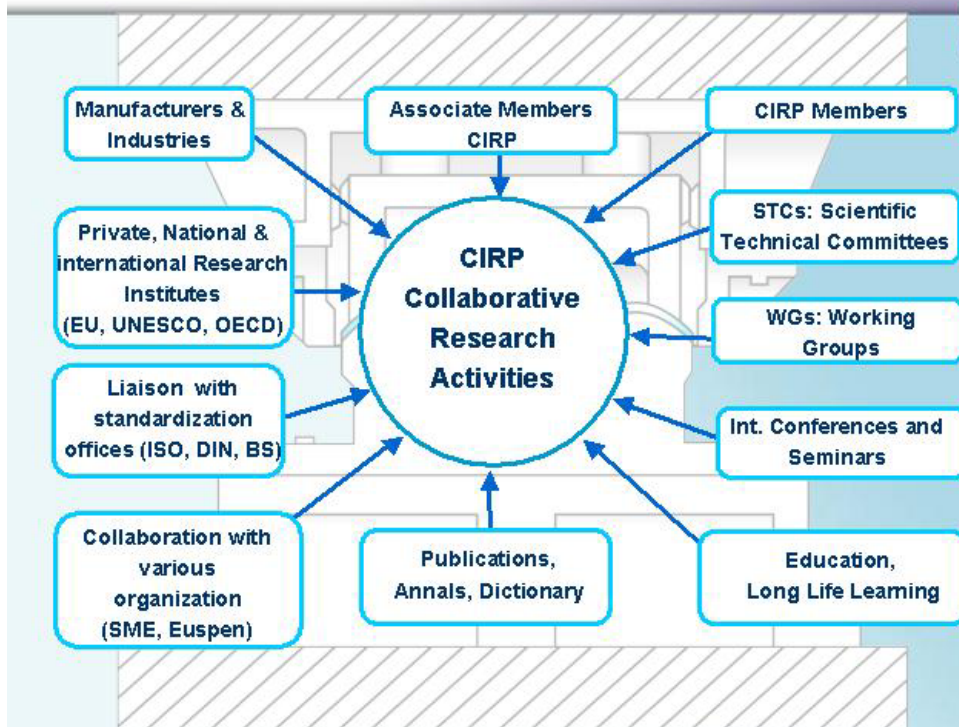 Manufacturers &
Industries
Associate Members
CIRP
CIRP Members
Private, National &
international Research
Institutes
(EU, UNESCO, OECD)
CIRP
Collaborative
Research
Activities
STCs: Scientific
Technical Committees
WGs: Working
Groups
Liaison with
standardization
offices (ISO, DIN, BS)
Int. Conferences and
Seminars
Collaboration with
various
organization
(SME, Euspen)
Publications,
Annals, Dictionary
Education,
Long Life Learning